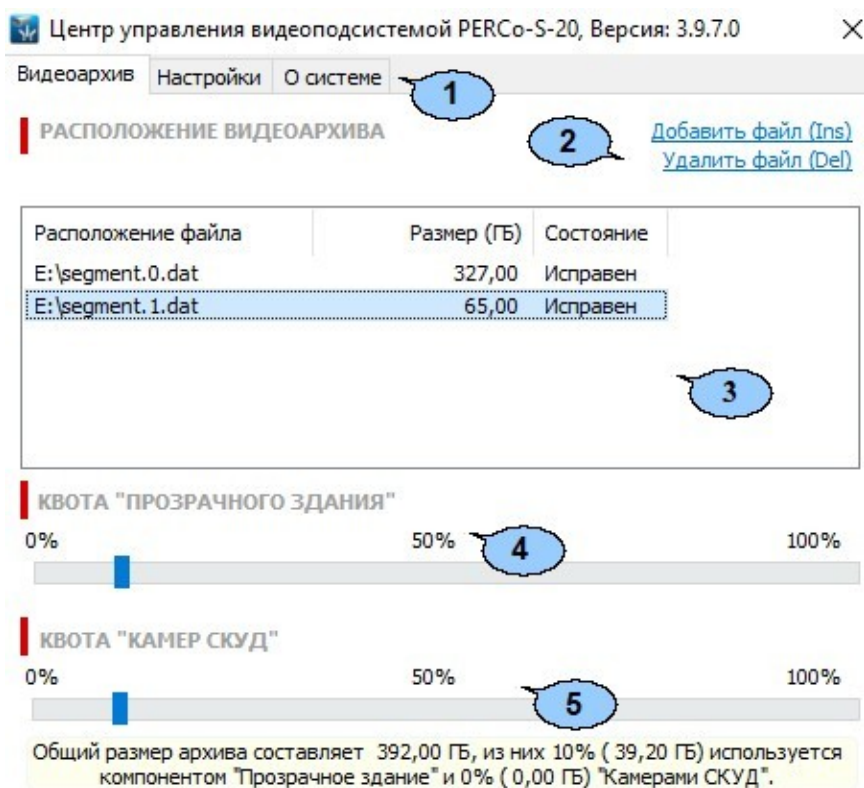 Центр управления видеоподсистемой PERCo-S-20, Версия: 3.9.7.0
Видеоархив Настройки О системе
1
РАСПОЛОЖЕНИЕ ВИДЕОАРХИВА
2
Добавить файл (Ins)
Удалить файл (Del)
Расположение файла Размер (ГБ) Состояние
E:\segment.0.dat 327,00 Исправен
E:\segment.1.dat 65,00 Исправен
3
КВОТА "ПРОЗРАЧНОГО ЗДАНИЯ"
0% 50% 100%
4
КВОТА "КАМЕР СКУД"
0% 50% 100%
5
Общий размер архива составляет 392,00 ГБ, из них 10% ( 39,20 ГБ) используется
компонентом "Прозрачное здание" и 0% ( 0,00 ГБ) "Камерами СКУД".